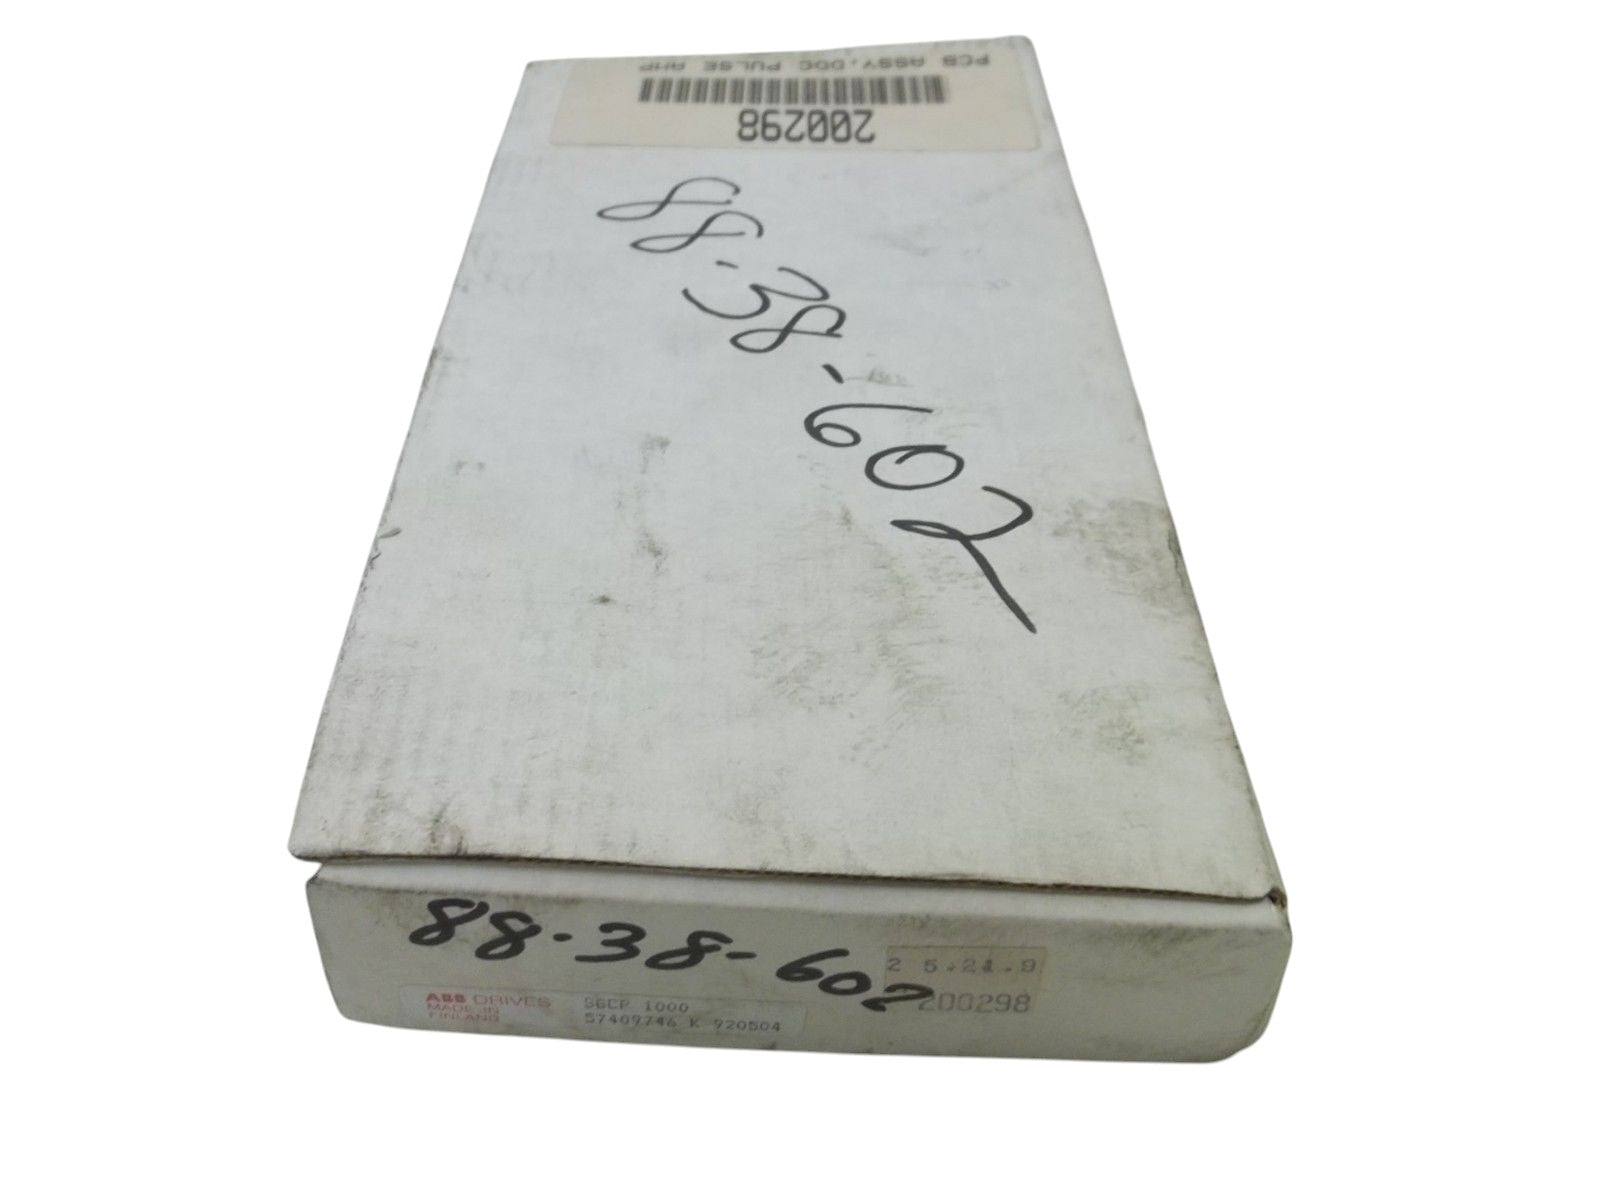 PCB ASSY,DDC PULSE AMP
200298
88-38-602
88-38-602
2 5.21.9
200298
ABB DRIVES
MADE IN
FINLAND
SGCP 1000
57409746 K 920504